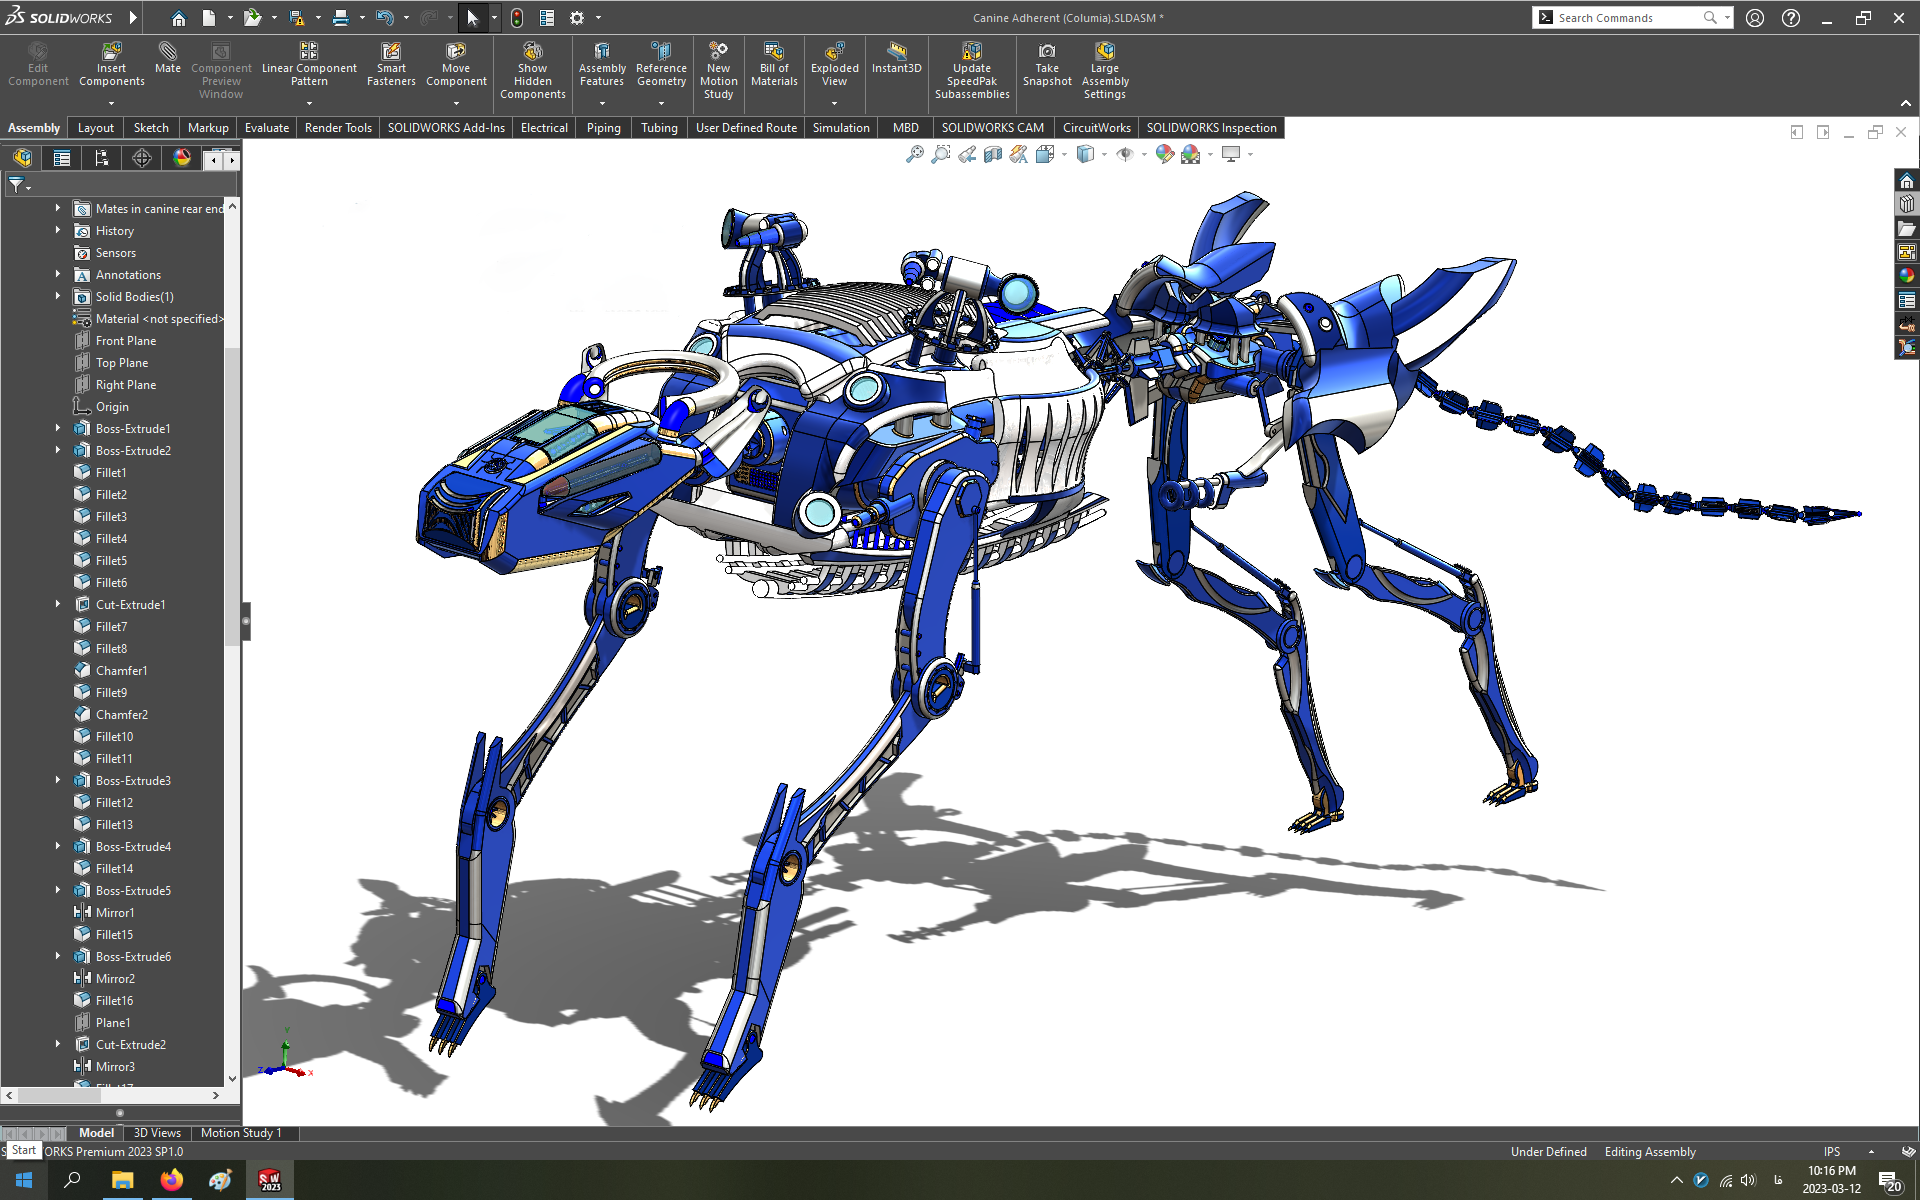 SOLIDWORKS
Canine Adherent (Columia).SLDASM *
Search Commands
Edit Component
Insert Components
Mate
Component Preview Window
Linear Component Pattern
Smart Fasteners
Move Component
Show Hidden Components
Assembly Features
Reference Geometry
New Motion Study
Bill of Materials
Exploded View
Instant3D
Update SpeedPak Subassemblies
Take Snapshot
Large Assembly Settings
Assembly
Layout
Sketch
Markup
Evaluate
Render Tools
SOLIDWORKS Add-Ins
Electrical
Piping
Tubing
User Defined Route
Simulation
MBD
SOLIDWORKS CAM
CircuitWorks
SOLIDWORKS Inspection
Mates in canine rear end
History
Sensors
Annotations
Solid Bodies(1)
Material <not specified>
Front Plane
Top Plane
Right Plane
Origin
Boss-Extrude1
Boss-Extrude2
Fillet1
Fillet2
Fillet3
Fillet4
Fillet5
Fillet6
Cut-Extrude1
Fillet7
Fillet8
Chamfer1
Fillet9
Chamfer2
Fillet10
Fillet11
Boss-Extrude3
Fillet12
Fillet13
Boss-Extrude4
Fillet14
Boss-Extrude5
Mirror1
Fillet15
Boss-Extrude6
Mirror2
Fillet16
Plane1
Cut-Extrude2
Mirror3
Fillet17
Y
Z
X
Model
3D Views
Motion Study 1
Start
S
ORKS Premium 2023 SP1.0
Under Defined
Editing Assembly
IPS
SW 2023
فا
10:16 PM
2023-03-12
20